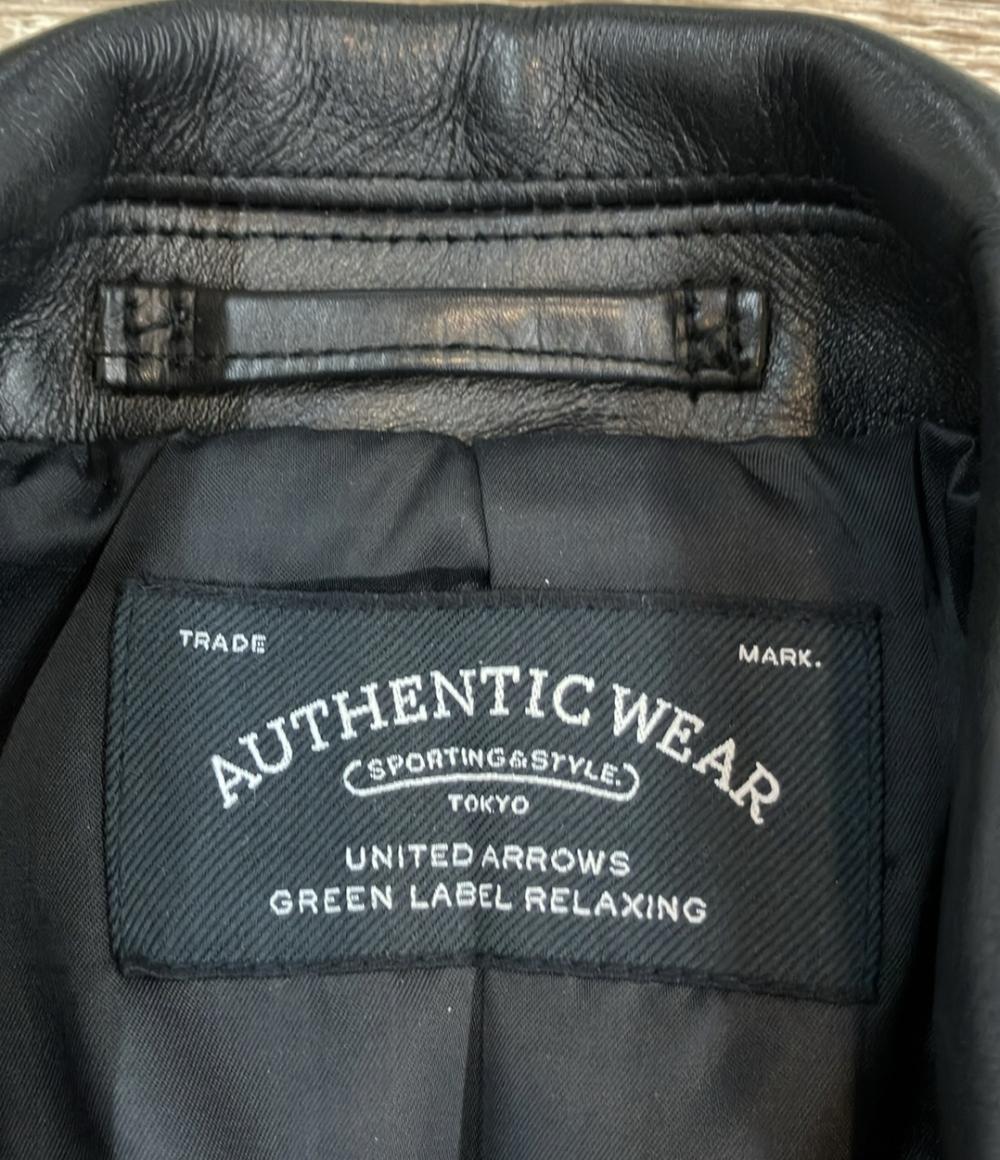 TRADE MARK.
AUTHENTIC WEAR
SPORTING&STYLE.
TOKYO
UNITED ARROWS
GREEN LABEL RELAXING